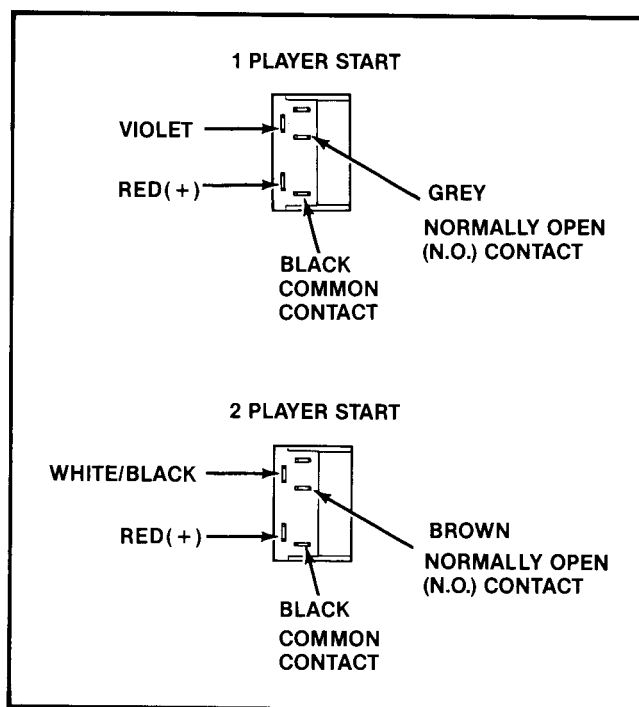 1 PLAYER START
VIOLET
RED(+)
GREY
NORMALLY OPEN
(N.O.) CONTACT
BLACK
COMMON
CONTACT
2 PLAYER START
WHITE/BLACK
RED(+)
BROWN
NORMALLY OPEN
(N.O.) CONTACT
BLACK
COMMON
CONTACT